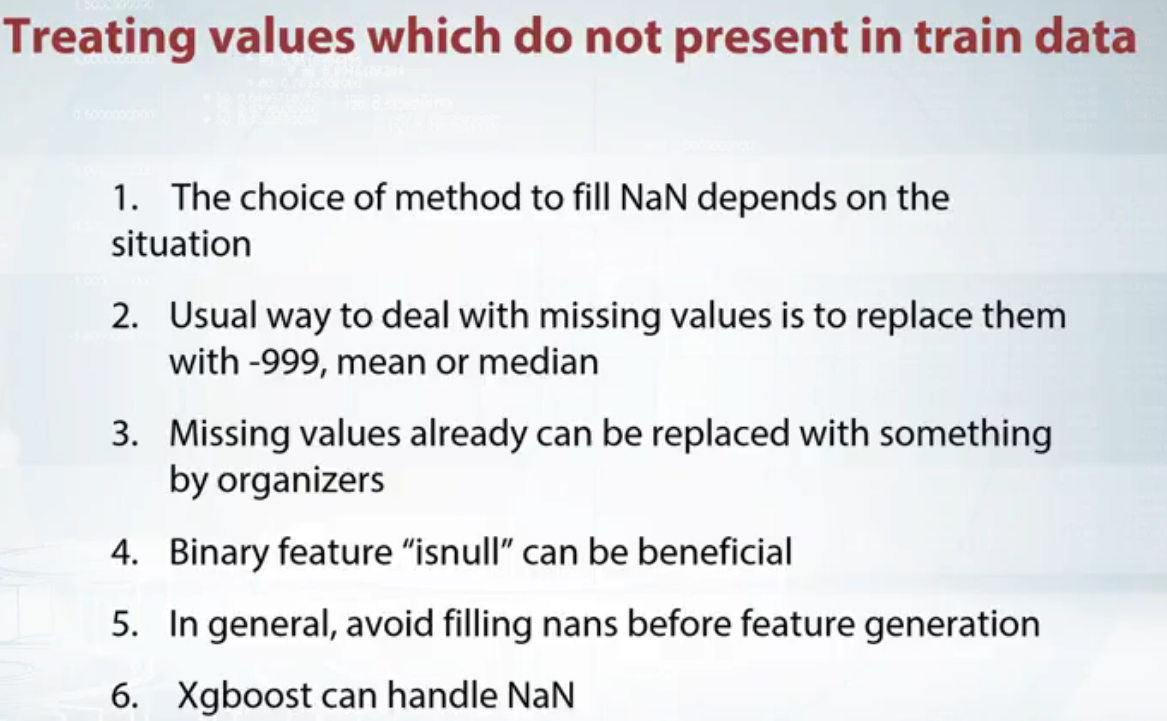 Treating values which do not present in train data
1. The choice of method to fill NaN depends on the
situation
2. Usual way to deal with missing values is to replace them
with -999, mean or median
3. Missing values already can be replaced with something
by organizers
4. Binary feature “isnull” can be beneficial
5. In general, avoid filling nans before feature generation
6. Xgboost can handle NaN